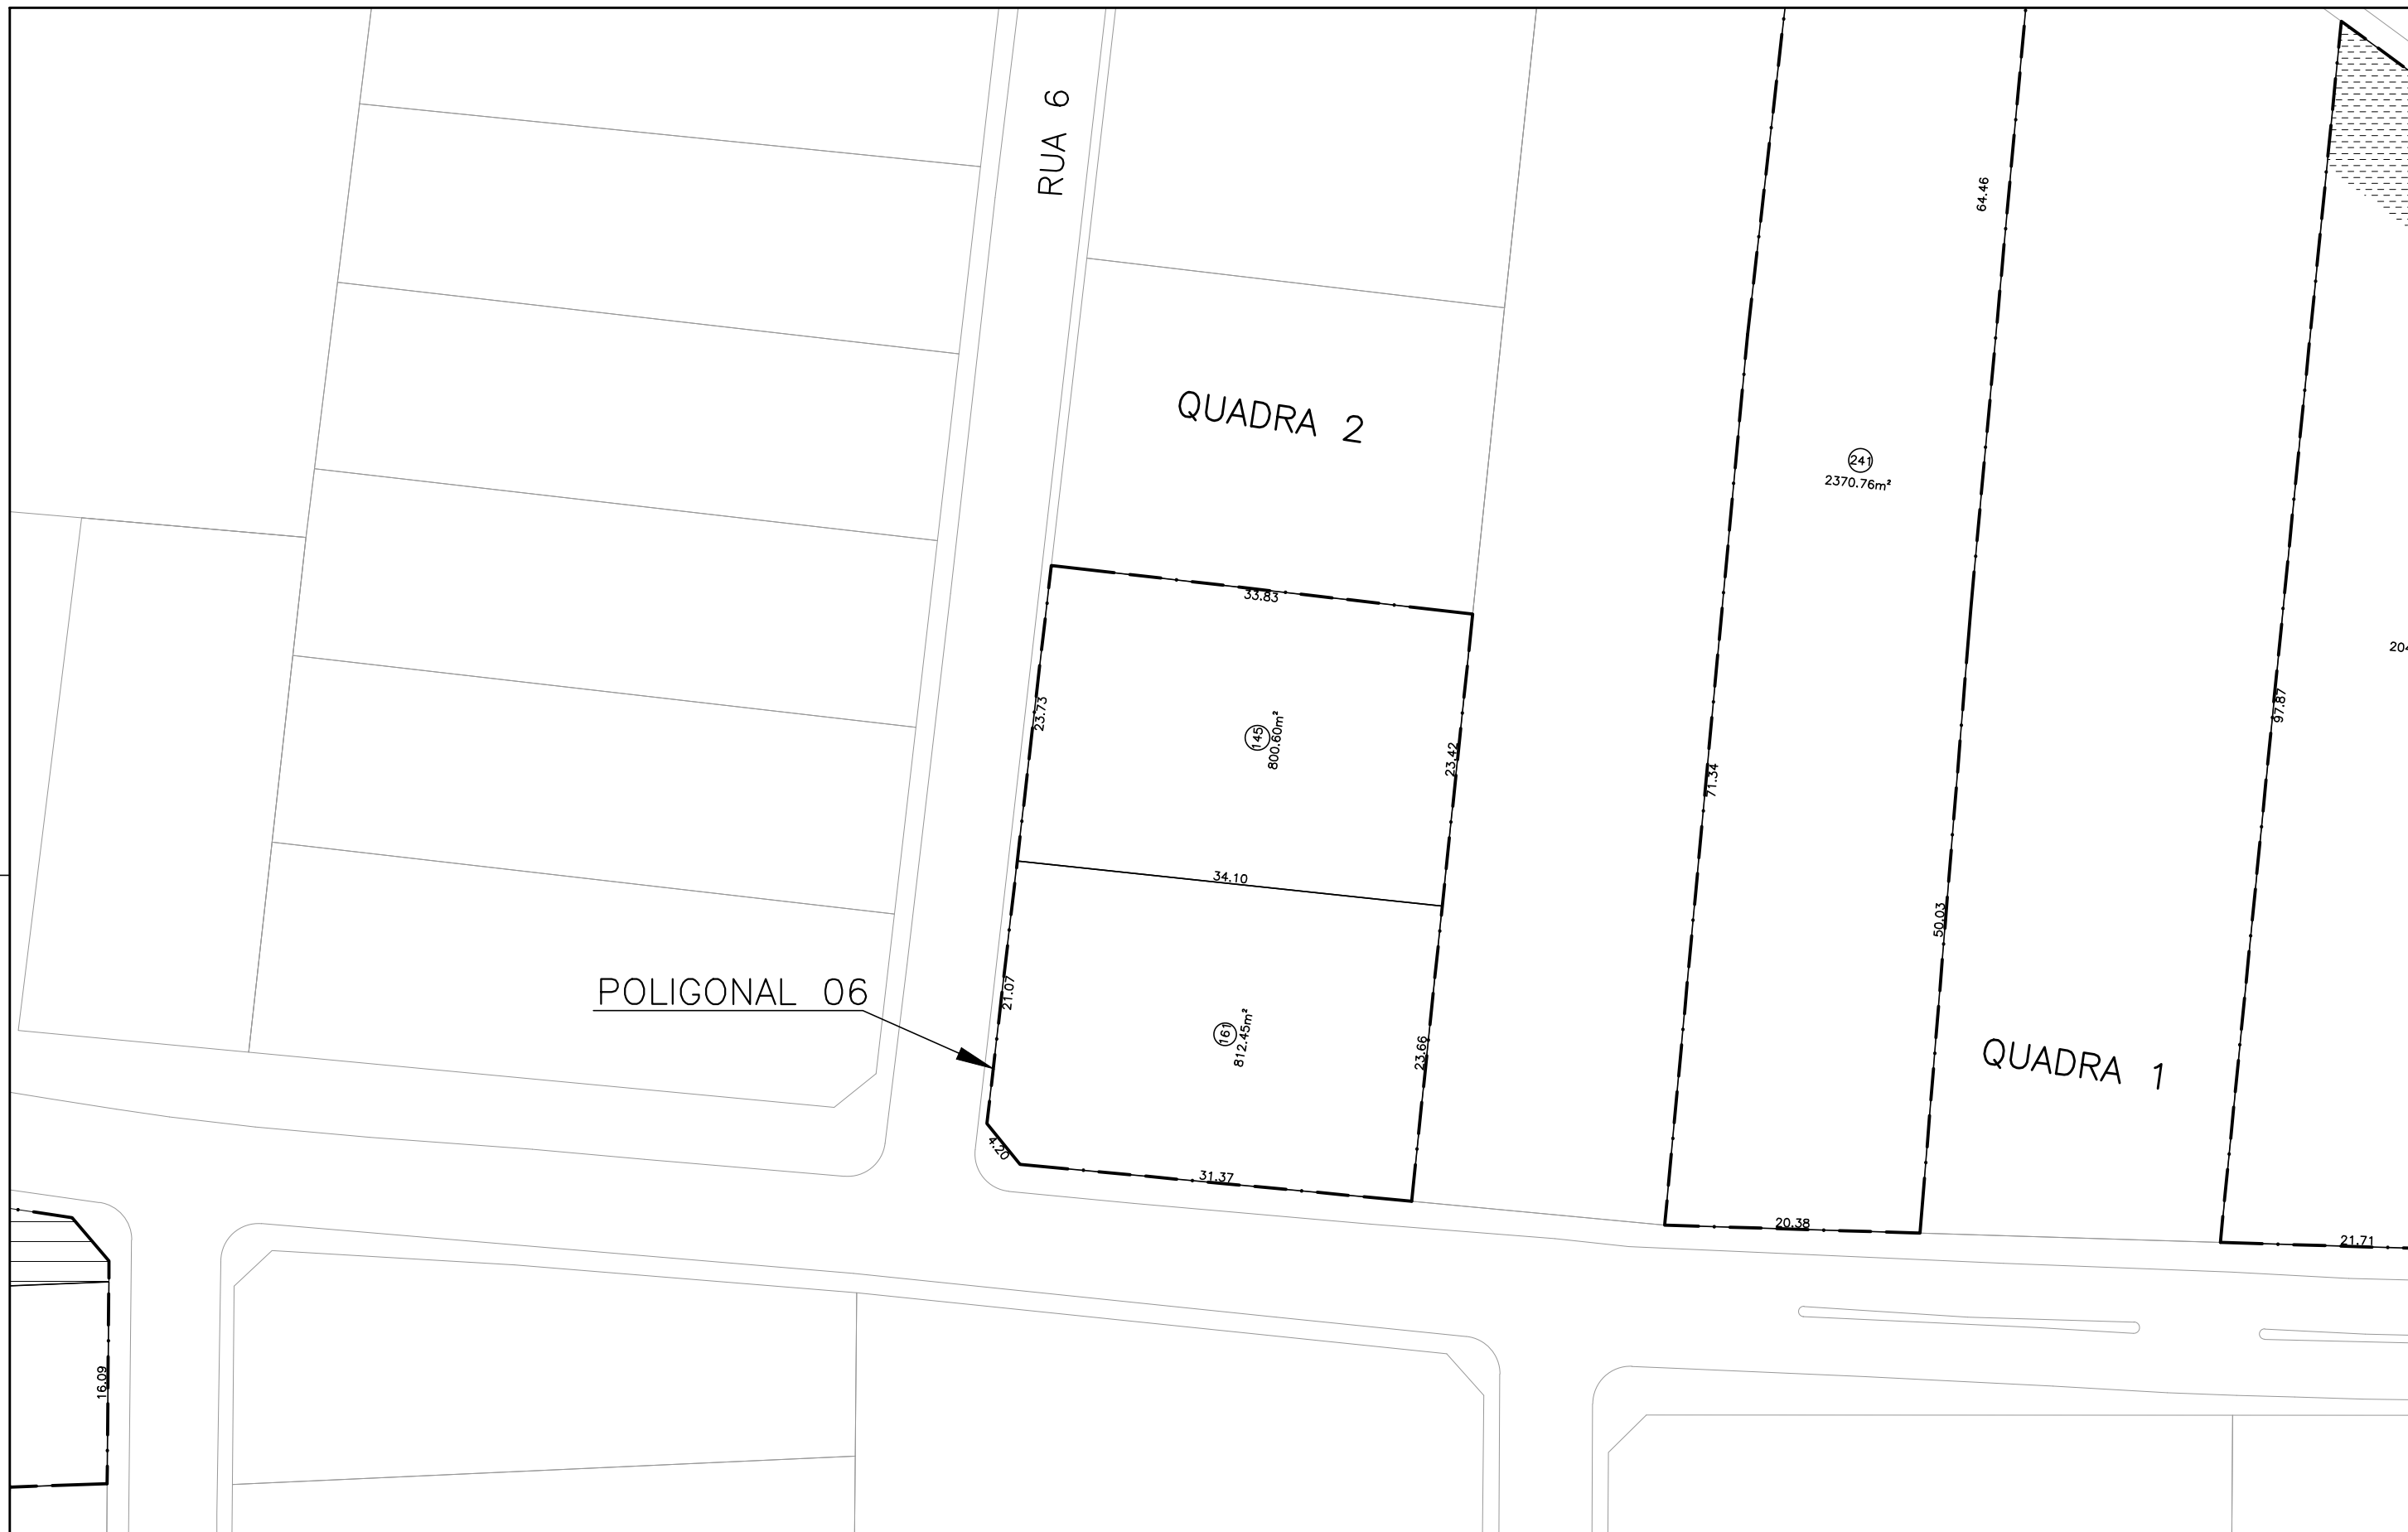 RUA 6
64.46
QUADRA 2
241
2370.76m²
33.83
23.73
145
800.60m²
23.42
71.34
97.87
34.10
50.03
POLIGONAL 06
21.07
161
812.45m²
23.66
QUADRA 1
4.20
31.37
20.38
21.71
16.09